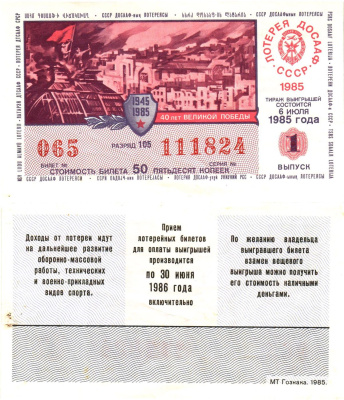 ЛОТЕРЕЯ ДОСААФ
СССР
1985
ТИРАЖ ВЫИГРЫШЕЙ
СОСТОИТСЯ
6 ИЮЛЯ
1985 ГОДА
1
ВЫПУСК
1945
1985
40 ЛЕТ ВЕЛИКОЙ ПОБЕДЫ
065 РАЗРЯД 105 111824
БИЛЕТ № СЕРИЯ №
СТОИМОСТЬ БИЛЕТА 50 ПЯТЬДЕСЯТ КОПЕЕК
Доходы от лотереи идут
на дальнейшее развитие
оборонно-массовой
работы, технических
и военно-прикладных
видов спорта.
Прием
лотерейных билетов
для оплаты выигрышей
производится
по 30 июня
1986 года
включительно
По желанию владельца
выигравшего билета
взамен вещевого
выигрыша можно получить
его стоимость наличными
деньгами.
МТ Гознака. 1985.